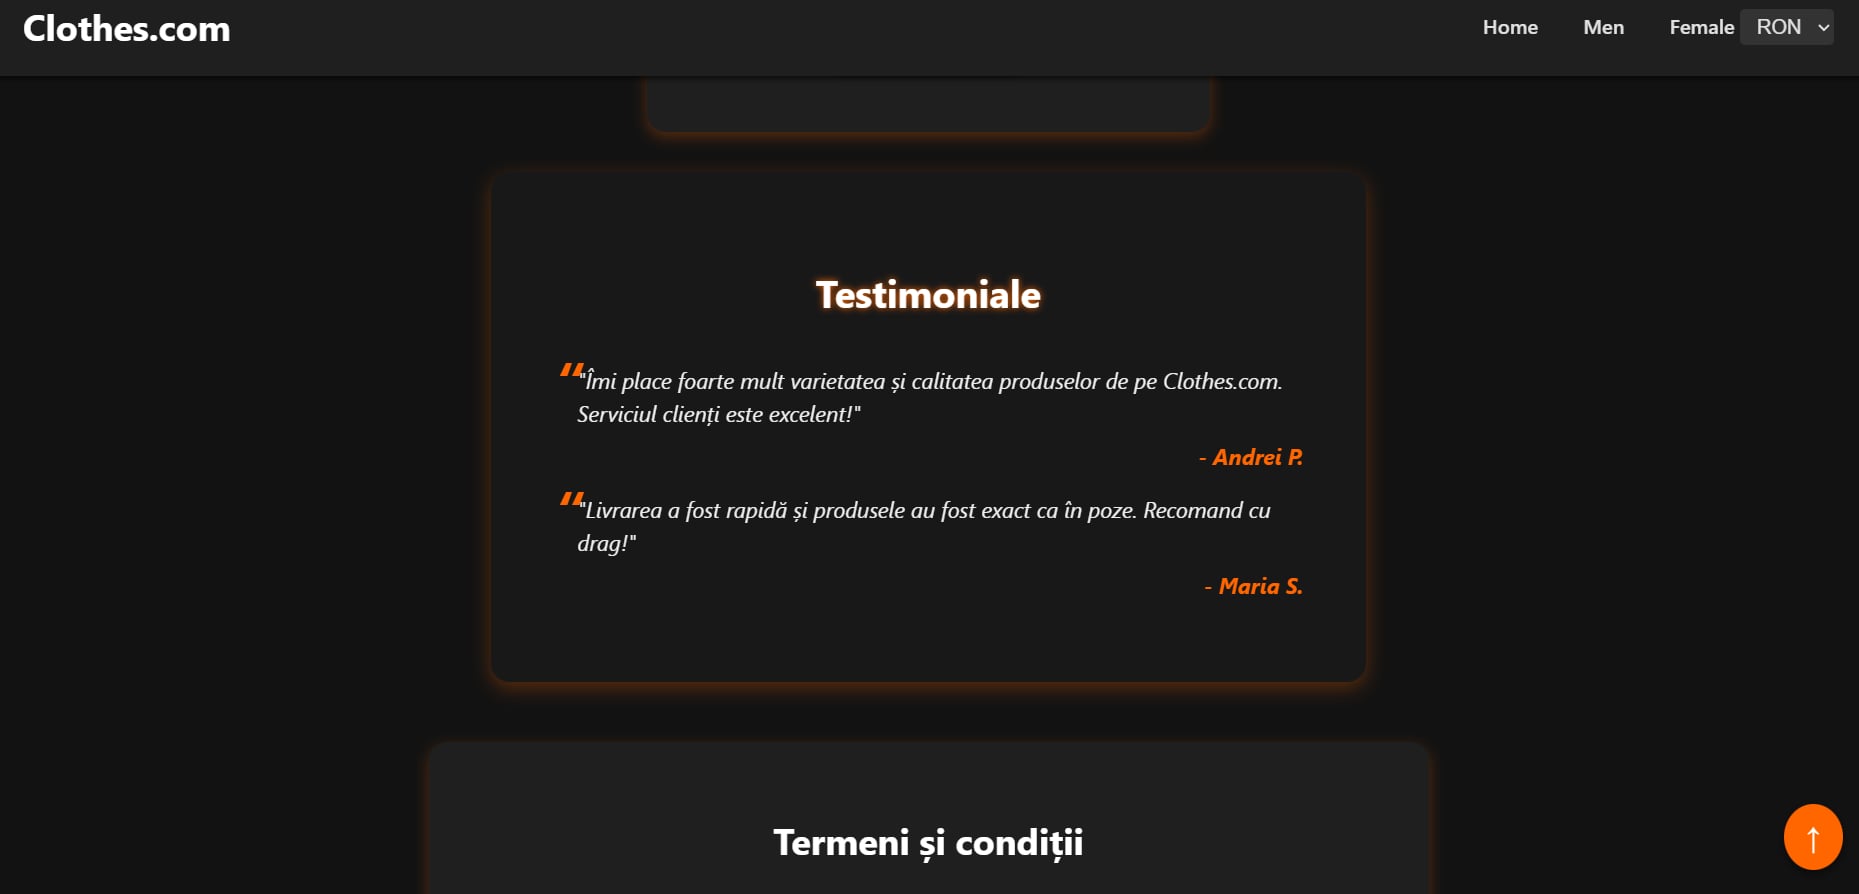 Clothes.com
Home Men Female RON
Testimoniale
“
"Îmi place foarte mult varietatea și calitatea produselor de pe Clothes.com.
Serviciul clienți este excelent!"
- Andrei P.
“
"Livrarea a fost rapidă și produsele au fost exact ca în poze. Recomand cu
drag!"
- Maria S.
Termeni și condiții
↑